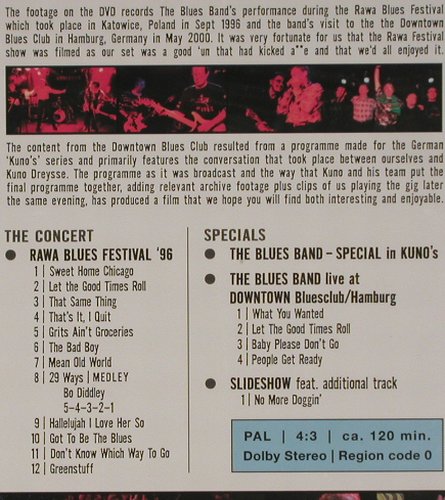 The footage on the DVD records The Blues Band's performance during the Rawa Blues Festival
which took place in Katowice, Poland in Sept 1996 and the band's visit to the the Downtown
Blues Club in Hamburg, Germany in May 2000. It was very fortunate for us that the Rawa Festival
show was filmed as our set was a good 'un that had kicked a**e and that we'd all enjoyed it.
The content from the Downtown Blues Club resulted from a programme made for the German
'Kuno's' series and primarily features the conversation that took place between ourselves and
Kuno Dreysse. The programme as it was broadcast and the way that Kuno and his team put the
final programme together, adding relevant archive footage plus clips of us playing the gig later
the same evening, has produced a film that we hope you will find both interesting and enjoyable.
THE CONCERT
● RAWA BLUES FESTIVAL '96
1 | Sweet Home Chicago
2 | Let the Good Times Roll
3 | That Same Thing
4 | That's It, I Quit
5 | Grits Ain't Groceries
6 | The Bad Boy
7 | Mean Old World
8 | 29 Ways | MEDLEY
Bo Diddley
5-4-3-2-1
9 | Hallelujah I Love Her So
10 | Got To Be The Blues
11 | Don't Know Which Way To Go
12 | Greenstuff
SPECIALS
● THE BLUES BAND – SPECIAL in KUNO's
● THE BLUES BAND live at
DOWNTOWN Bluesclub/Hamburg
1 | What You Wanted
2 | Let The Good Times Roll
3 | Baby Please Don't Go
4 | People Get Ready
● SLIDESHOW feat. additional track
1 | No More Doggin'
PAL | 4:3 | ca. 120 min.
Dolby Stereo | Region code 0